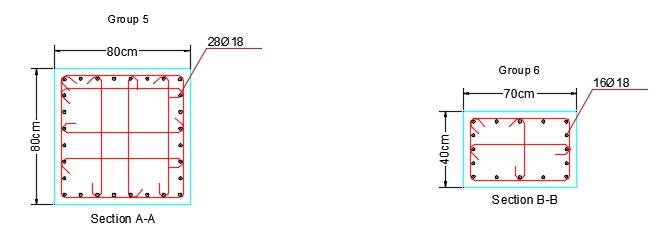 Group 5
80cm
28Ø18
80cm
Section A-A
Group 6
70cm
16Ø18
40cm
Section B-B